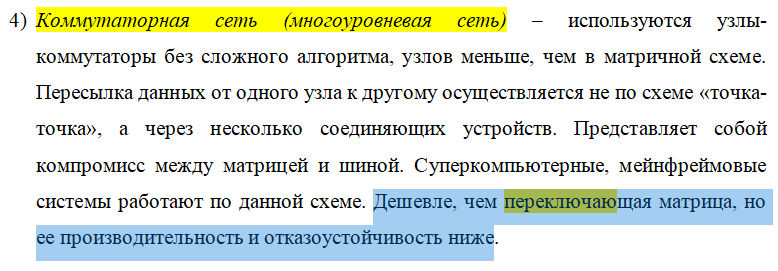 4) Коммутаторная сеть (многоуровневая сеть) – используются узлы-
коммутаторы без сложного алгоритма, узлов меньше, чем в матричной схеме.
Пересылка данных от одного узла к другому осуществляется не по схеме «точка-
точка», а через несколько соединяющих устройств. Представляет собой
компромисс между матрицей и шиной. Суперкомпьютерные, мейнфреймовые
системы работают по данной схеме. Дешевле, чем переключающая матрица, но
ее производительность и отказоустойчивость ниже.